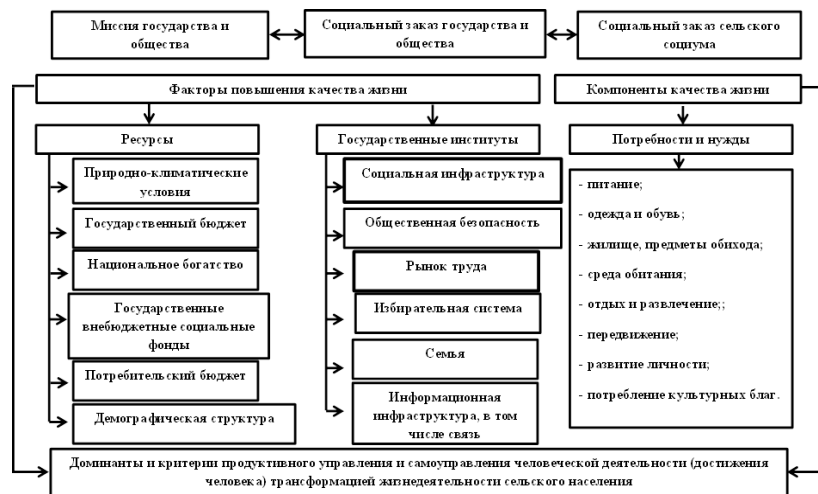 Миссия государства и
общества
Социальный заказ государства и
общества
Социальный заказ сельского
социума
Факторы повышения качества жизни
Компоненты качества жизни
Ресурсы
Государственные институты
Потребности и нужды
Природно-климатические
условия
Государственный бюджет
Национальное богатство
Государственные
внебюджетные социальные
фонды
Потребительский бюджет
Демографическая структура
Социальная инфраструктура
Общественная безопасность
Рынок труда
Избирательная система
Семья
Информационная
инфраструктура, в том
числе связь
- питание;
- одежда и обувь;
- жилище, предметы обихода;
- среда обитания;
- отдых и развлечение;;
- передвижение;
- развитие личности;
- потребление культурных благ.
Доминанты и критерии продуктивного управления и самоуправления человеческой деятельности (достижения
человека) трансформацией жизнедеятельности сельского населения